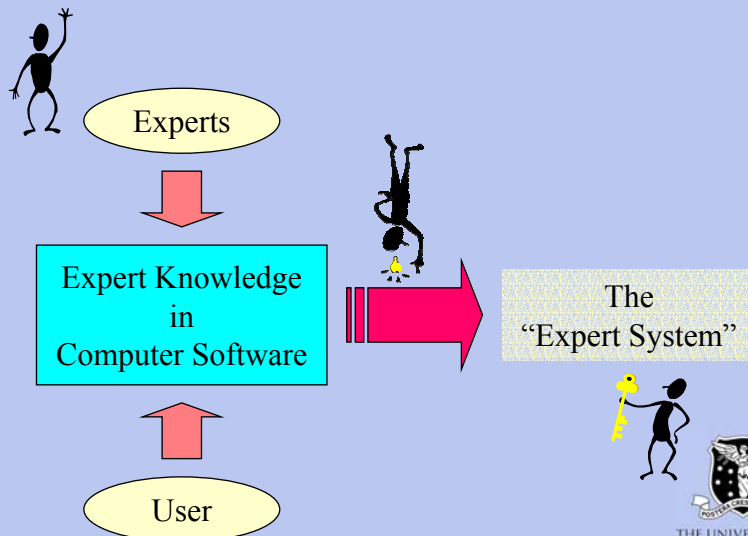 Experts
Expert Knowledge
in
Computer Software
The
“Expert System”
User